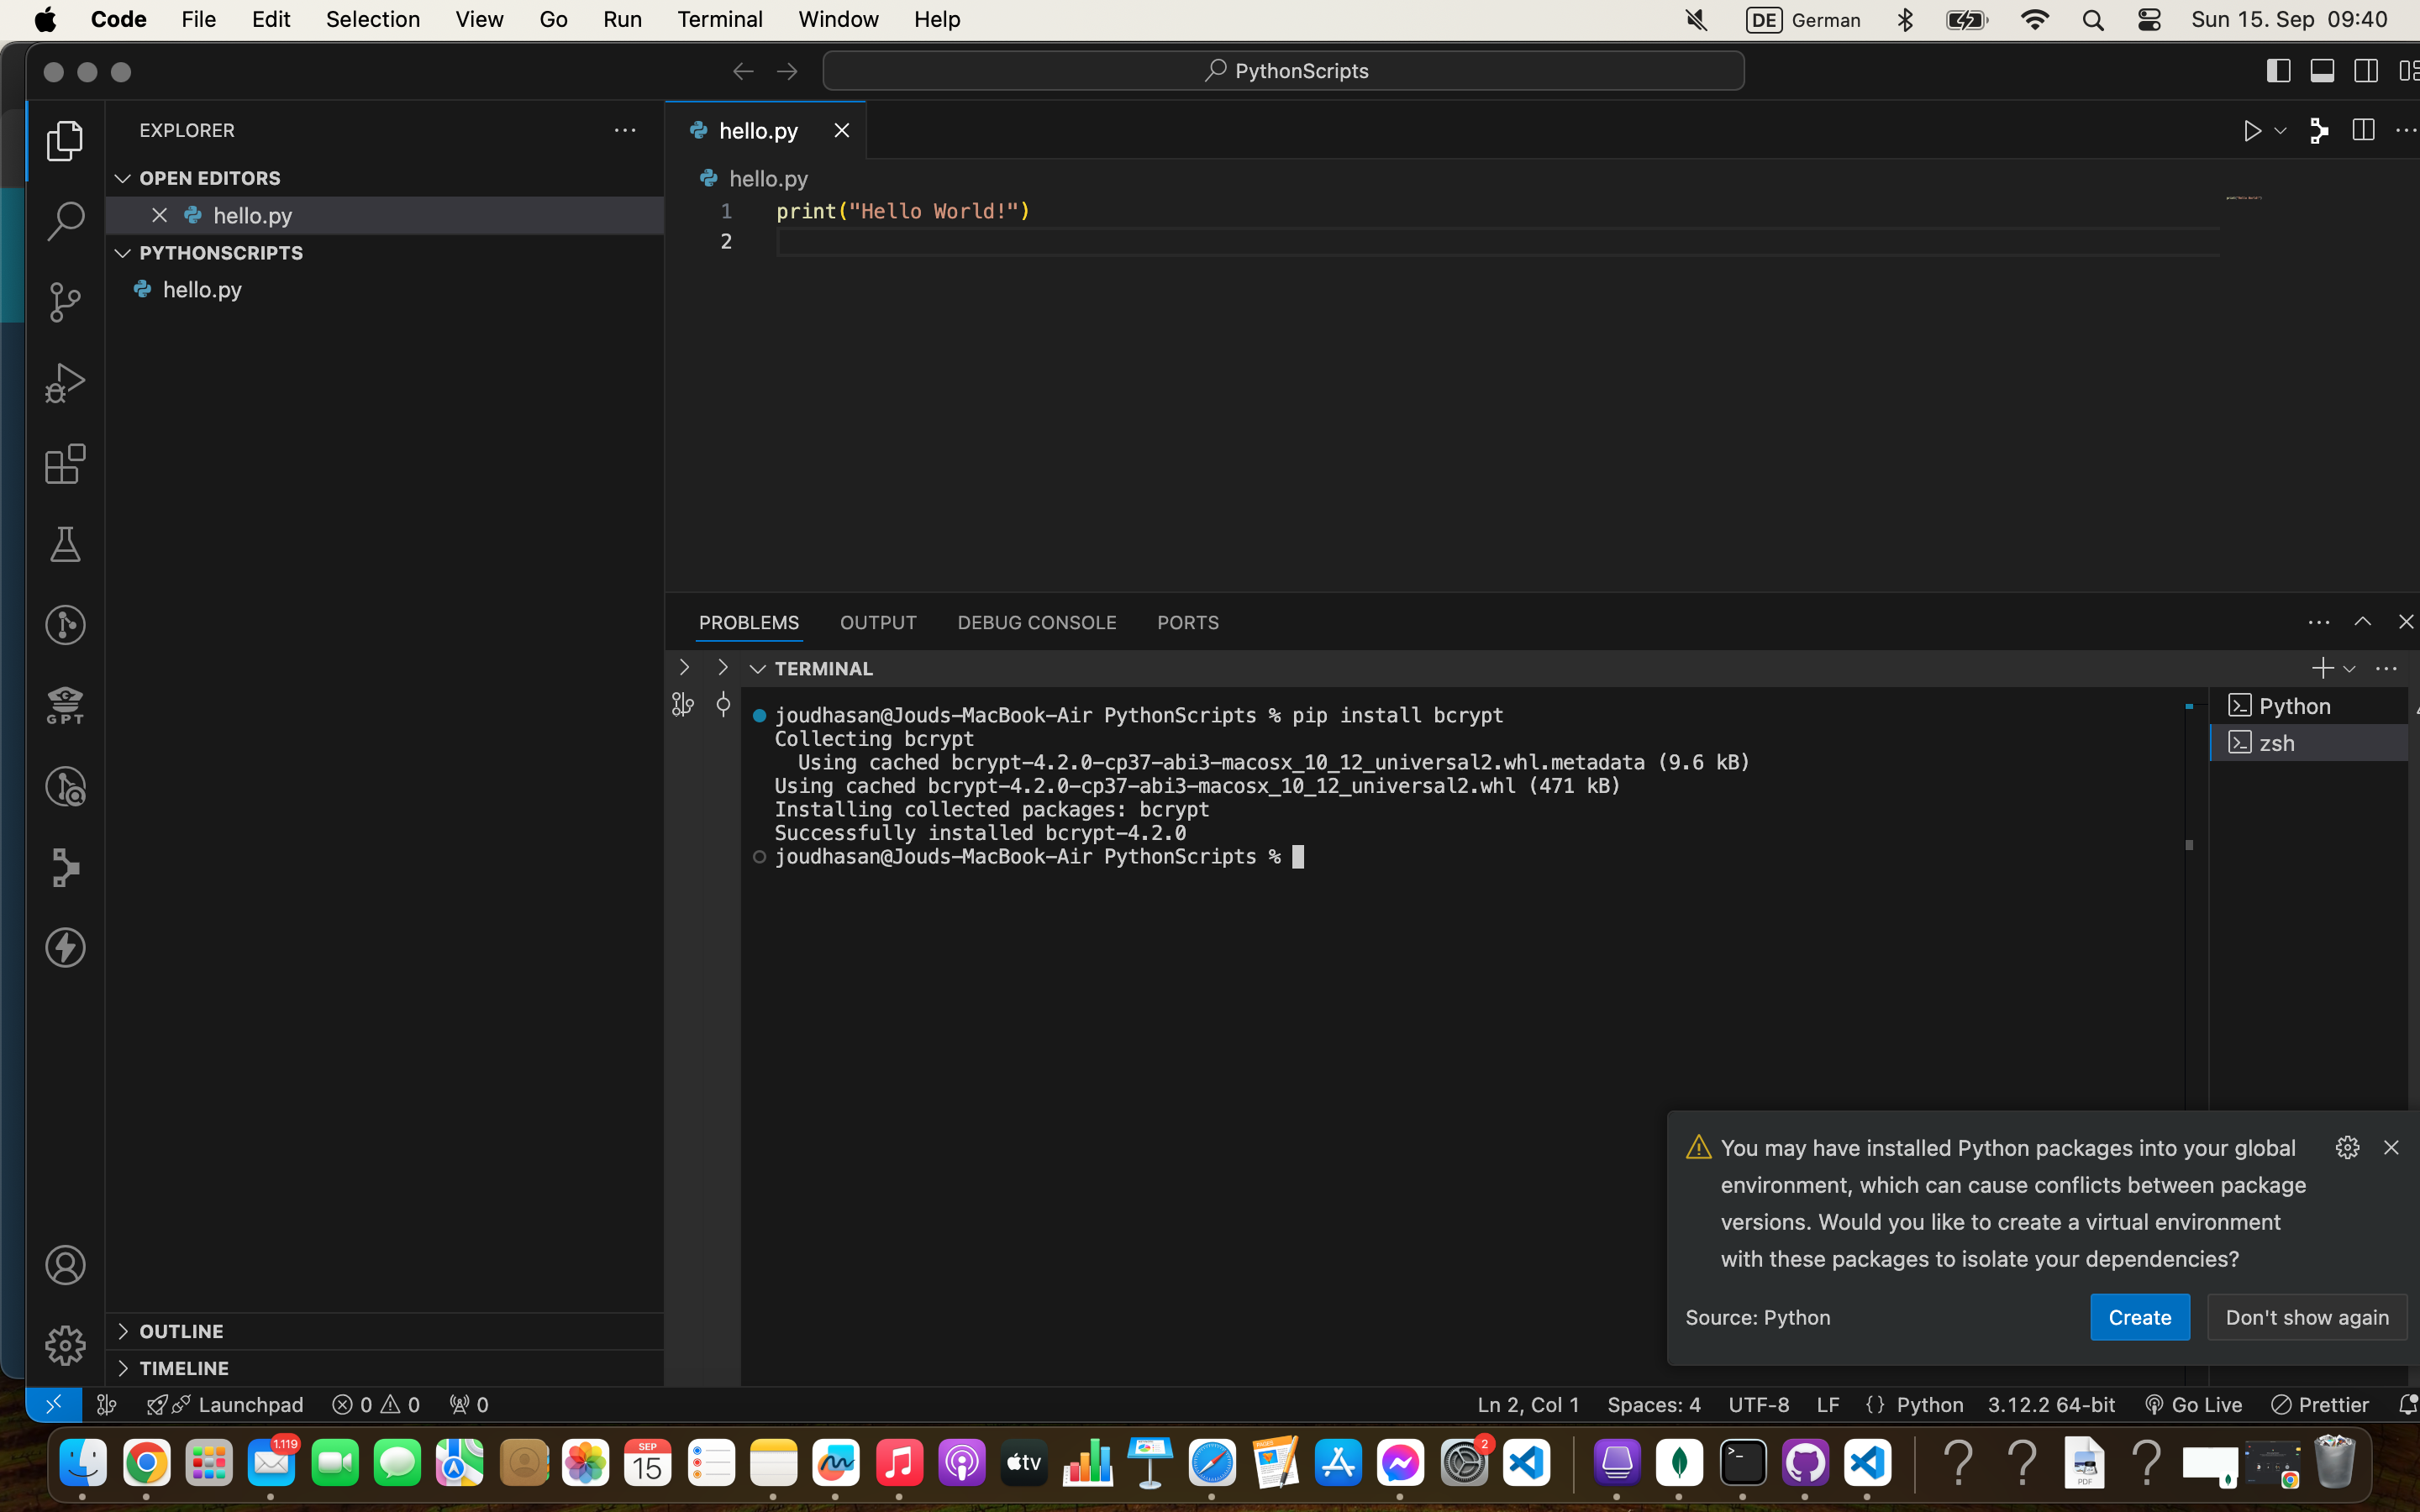 Code File Edit Selection View Go Run Terminal Window Help DE German Sun 15. Sep 09:40
PythonScripts
EXPLORER
OPEN EDITORS
hello.py
PYTHONSCRIPTS
hello.py
hello.py
hello.py
1 print("Hello World!")
2
PROBLEMS OUTPUT DEBUG CONSOLE PORTS
TERMINAL
joudhasan@Jouds-MacBook-Air PythonScripts % pip install bcrypt
Collecting bcrypt
Using cached bcrypt-4.2.0-cp37-abi3-macosx_10_12_universal2.whl.metadata (9.6 kB)
Using cached bcrypt-4.2.0-cp37-abi3-macosx_10_12_universal2.whl (471 kB)
Installing collected packages: bcrypt
Successfully installed bcrypt-4.2.0
joudhasan@Jouds-MacBook-Air PythonScripts %
Python
zsh
You may have installed Python packages into your global
environment, which can cause conflicts between package
versions. Would you like to create a virtual environment
with these packages to isolate your dependencies?
Source: Python Create Don't show again
GPT
OUTLINE
TIMELINE
Launchpad 0 0 0 Ln 2, Col 1 Spaces: 4 UTF-8 LF {} Python 3.12.2 64-bit Go Live Prettier
1.119 SEP 15 tv PAGES 2 >_ ? ? PDF ?